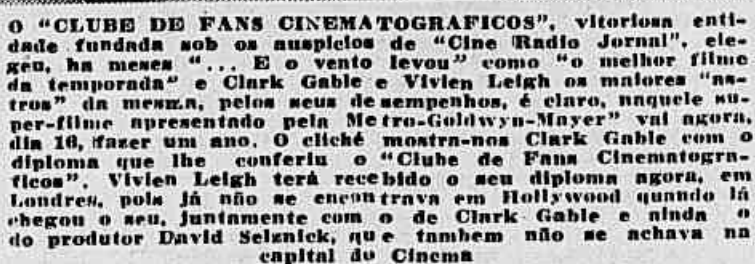 O "CLUBE DE FANS CINEMATOGRAFICOS", vitoriosa enti-
dade fundada sob os auspicios de "Cine Radio Jornal", ele-
geu, ha meses "... E o vento levou" como "o melhor filme
da temporada" e Clark Gable e Vivien Leigh os maiores "as-
tros" da mesma, pelos seus desempenhos, é claro, naquele su-
per-filme apresentado pela Metro-Goldwyn-Mayer" vai agora,
dia 16, fazer um ano. O cliché mostra-nos Clark Gable com o
diploma que lhe conferiu o "Clube de Fans Cinematogra-
ficos". Vivien Leigh terá recebido o seu diploma agora, em
Londres, pois já não se encontrava em Hollywood quando lá
chegou o seu, juntamente com o de Clark Gable e ainda o
do produtor David Selznick, que tambem não se achava na
capital do Cinema